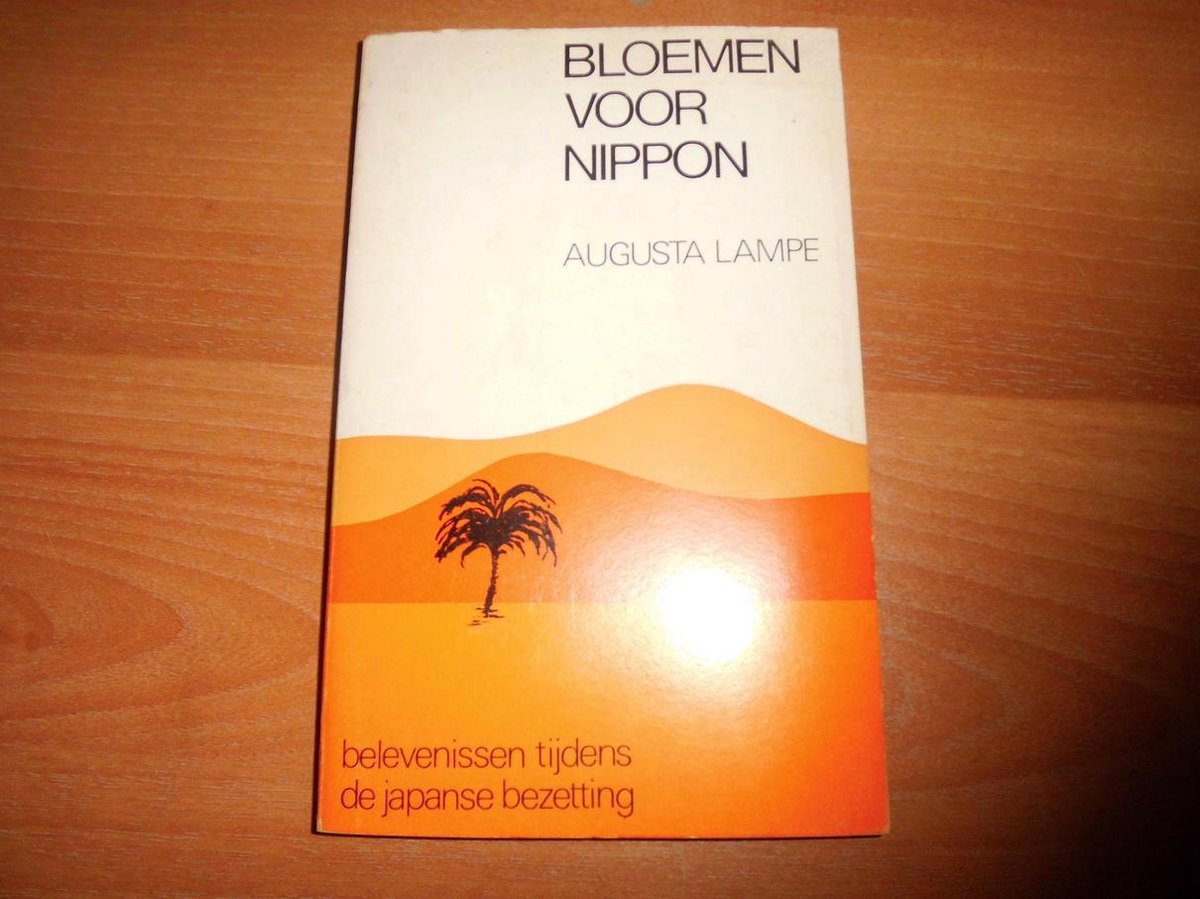 BLOEMEN
VOOR
NIPPON
AUGUSTA LAMPE
belevenissen tijdens
de japanse bezetting